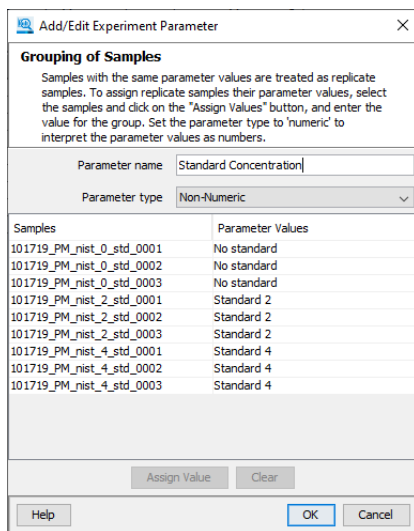 Add/Edit Experiment Parameter
Grouping of Samples
Samples with the same parameter values are treated as replicate
samples. To assign replicate samples their parameter values, select
the samples and click on the "Assign Values" button, and enter the
value for the group. Set the parameter type to 'numeric' to
interpret the parameter values as numbers.
Parameter name Standard Concentration
Parameter type Non-Numeric
Samples Parameter Values
101719_PM_nist_0_std_0001 No standard
101719_PM_nist_0_std_0002 No standard
101719_PM_nist_0_std_0003 No standard
101719_PM_nist_2_std_0001 Standard 2
101719_PM_nist_2_std_0002 Standard 2
101719_PM_nist_2_std_0003 Standard 2
101719_PM_nist_4_std_0001 Standard 4
101719_PM_nist_4_std_0002 Standard 4
101719_PM_nist_4_std_0003 Standard 4
Assign Value Clear
Help OK Cancel